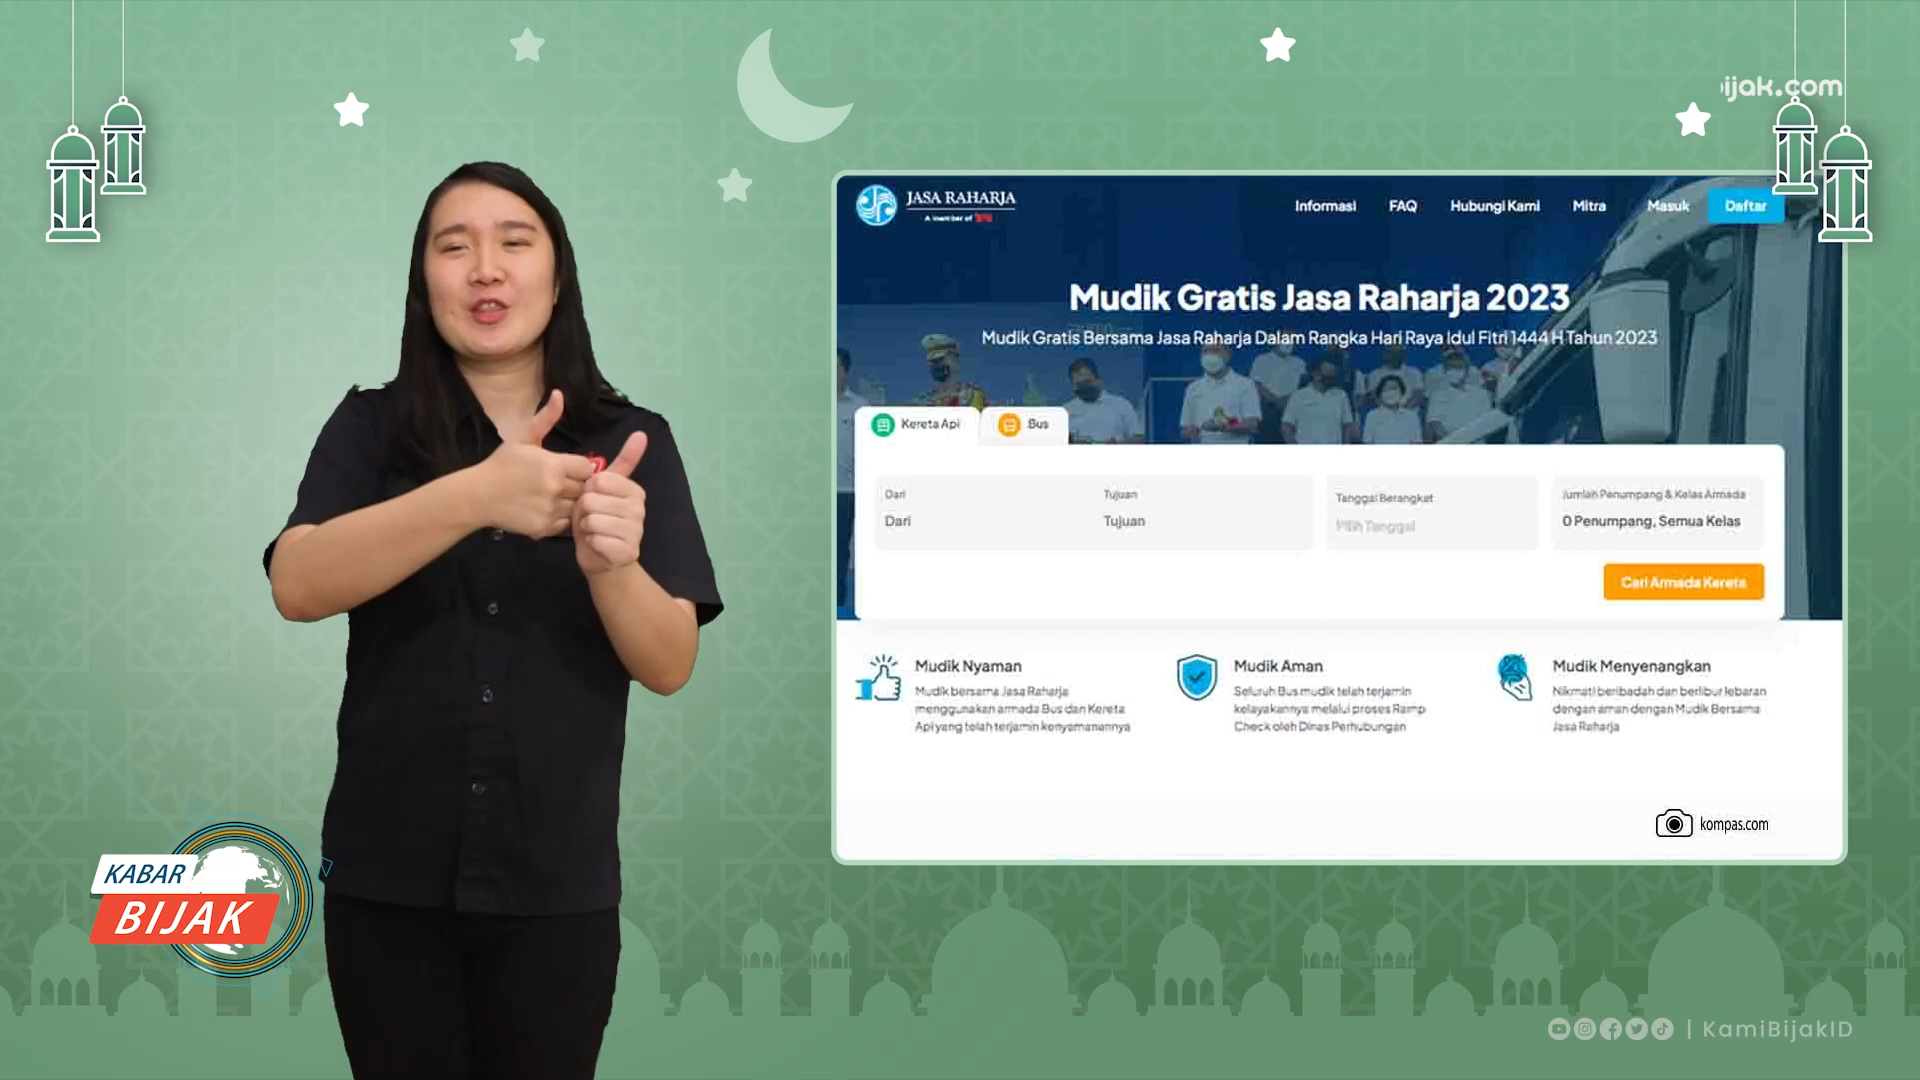 ijak.com
JASA RAHARJA
A member of
Informasi
FAQ
Hubungi Kami
Mitra
Masuk
Daftar
Mudik Gratis Jasa Raharja 2023
Mudik Gratis Bersama Jasa Raharja Dalam Rangka Hari Raya Idul Fitri 1444 H Tahun 2023
Kereta Api
Bus
Dari
Dari
Tujuan
Tujuan
Tanggal Berangkat
Pilih Tanggal
Jumlah Penumpang & Kelas Armada
0 Penumpang, Semua Kelas
Cari Armada Kereta
Mudik Nyaman
Mudik bersama Jasa Raharja
menggunakan armada Bus dan Kereta
Api yang telah terjamin kenyamanannya
Mudik Aman
Seluruh Bus mudik telah terjamin
kelayakannya melalui proses Ramp
Check oleh Dinas Perhubungan
Mudik Menyenangkan
Nikmati beribadah dan berlibur lebaran
dengan aman dengan Mudik Bersama
Jasa Raharja
kompas.com
KABAR
BIJAK
| KamiBijakID